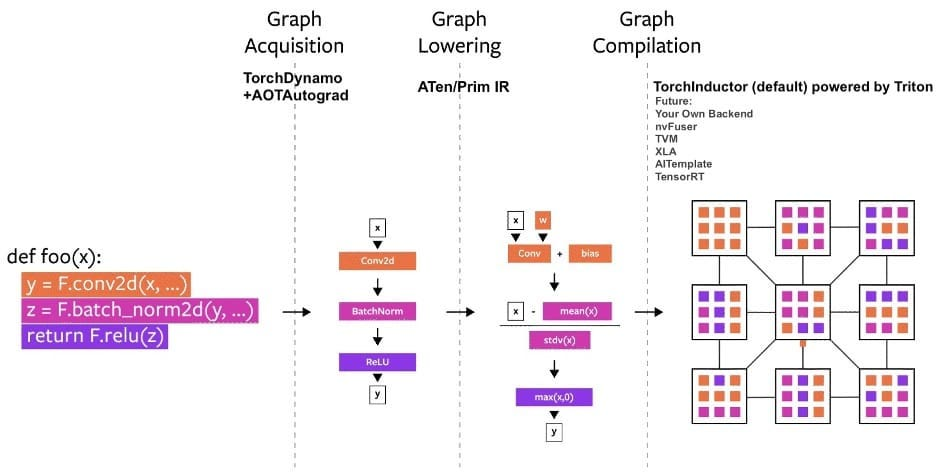 Graph
Acquisition
TorchDynamo
+AOTAutograd
Graph
Lowering
ATen/Prim IR
Graph
Compilation
TorchInductor (default) powered by Triton
Future:
Your Own Backend
nvFuser
TVM
XLA
AITemplate
TensorRT
def foo(x):
y = F.conv2d(x, ...)
z = F.batch_norm2d(y, ...)
return F.relu(z)
x
Conv2d
BatchNorm
ReLU
y
x w
Conv + bias
x - mean(x)
stdv(x)
max(x,0)
y